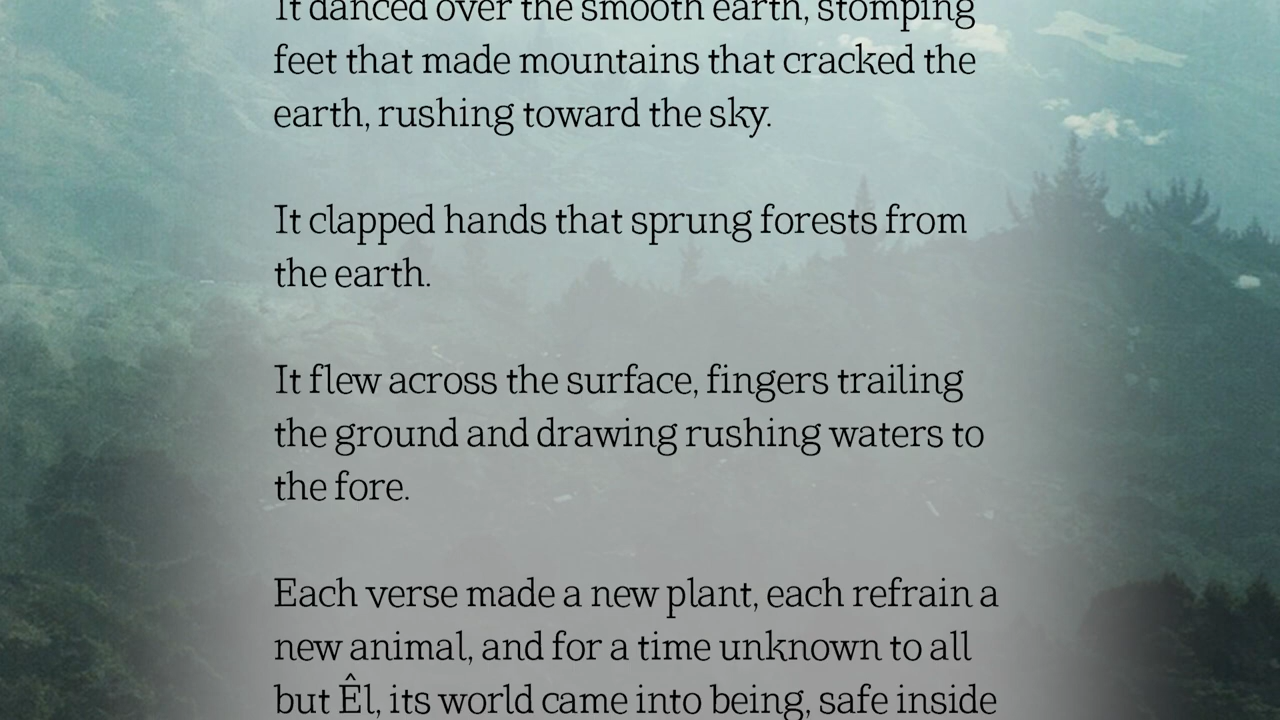 It danced over the smooth earth, stomping
feet that made mountains that cracked the
earth, rushing toward the sky.
It clapped hands that sprung forests from
the earth.
It flew across the surface, fingers trailing
the ground and drawing rushing waters to
the fore.
Each verse made a new plant, each refrain a
new animal, and for a time unknown to all
but Êl, its world came into being, safe inside